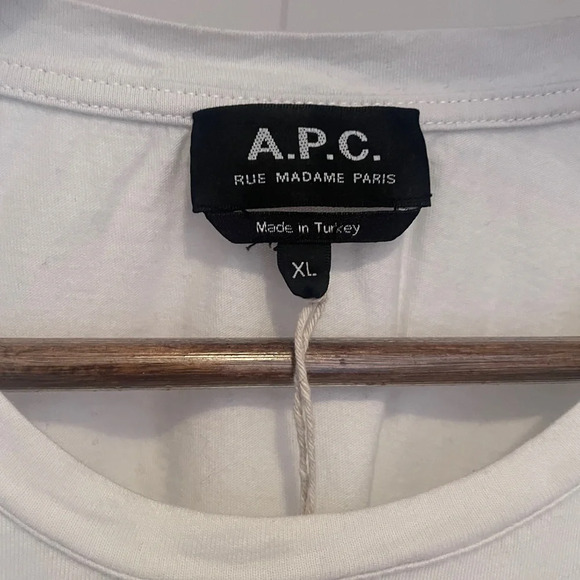 A.P.C.
RUE MADAME PARIS
Made in Turkey
XL